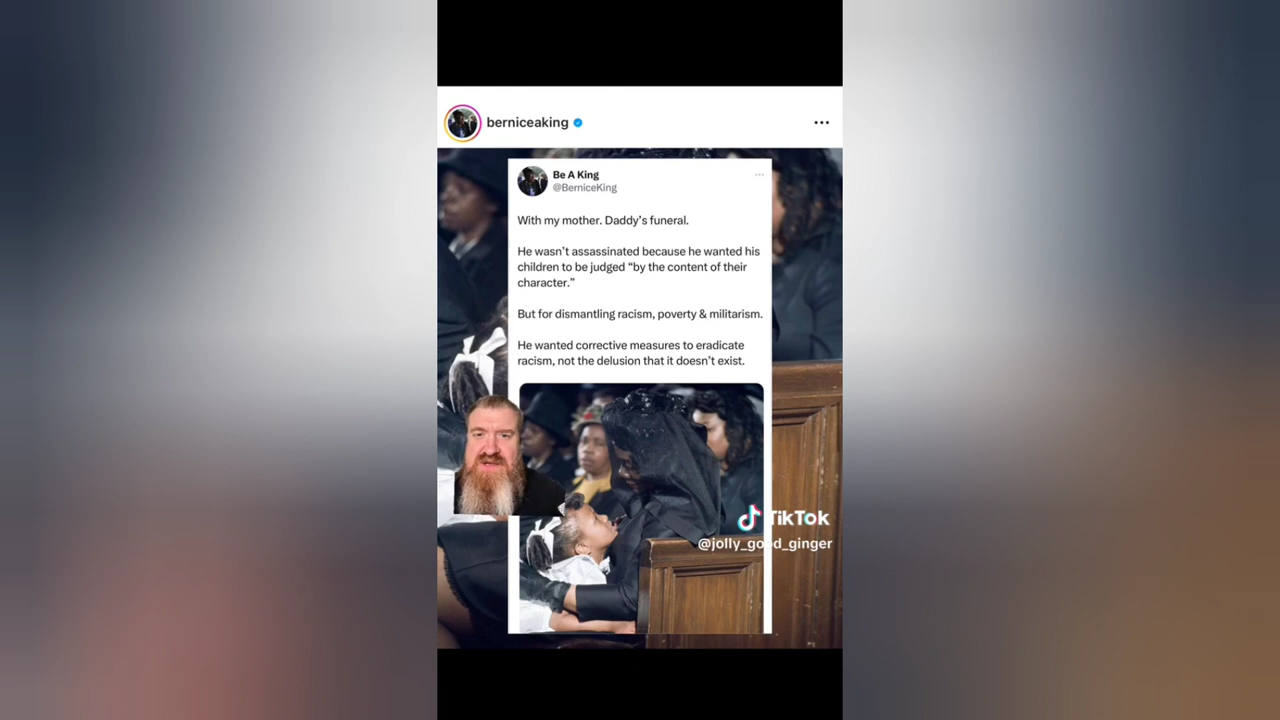 berniceaking
Be A King
@BerniceKing
With my mother. Daddy's funeral.
He wasn't assassinated because he wanted his
children to be judged “by the content of their
character.”
But for dismantling racism, poverty & militarism.
He wanted corrective measures to eradicate
racism, not the delusion that it doesn't exist.
TikTok
@jolly_good_ginger